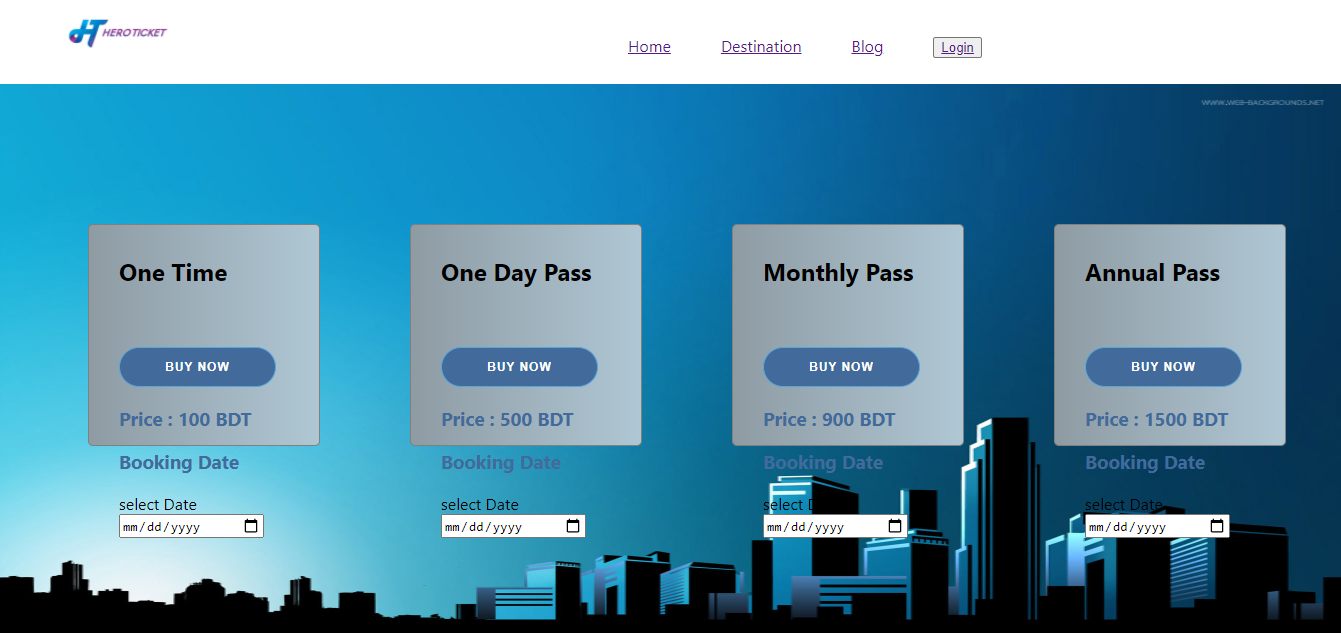 HERO TICKET
Home Destination Blog Login
WWW.WEB-BACKGROUNDS.NET
One Time
BUY NOW
Price : 100 BDT
Booking Date
select Date
mm/dd/yyyy
One Day Pass
BUY NOW
Price : 500 BDT
Booking Date
select Date
mm/dd/yyyy
Monthly Pass
BUY NOW
Price : 900 BDT
Booking Date
select Date
mm/dd/yyyy
Annual Pass
BUY NOW
Price : 1500 BDT
Booking Date
select Date
mm/dd/yyyy